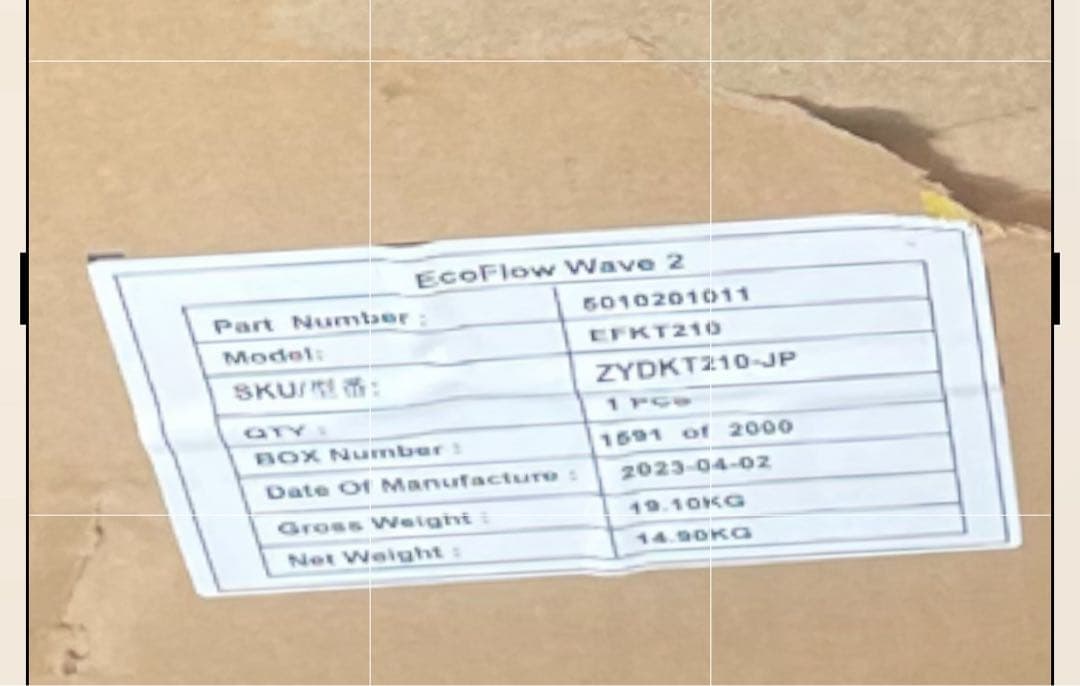 EcoFlow Wave 2
Part Number: 5010201011
Model: EFKT210
SKU/型番: ZYDKT210-JP
QTY: 1 PCS
BOX Number: 1591 of 2000
Date Of Manufacture: 2023-04-02
Gross Weight: 19.10KG
Net Weight: 14.90KG